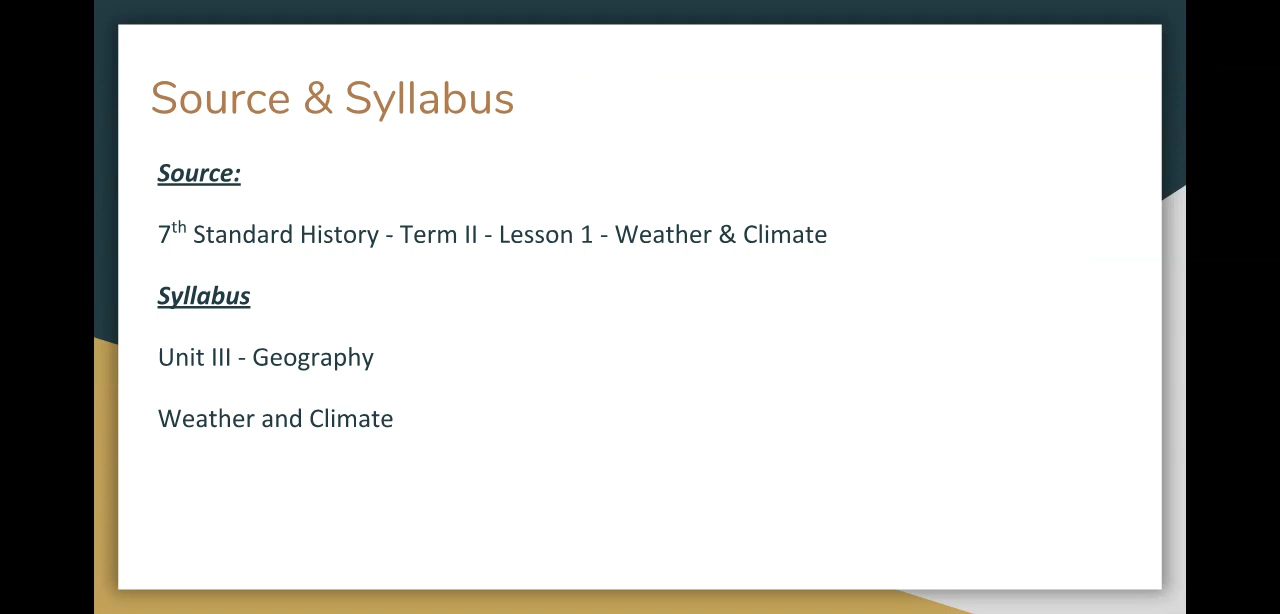 Source & Syllabus
Source:
7th Standard History - Term II - Lesson 1 - Weather & Climate
Syllabus
Unit III - Geography
Weather and Climate